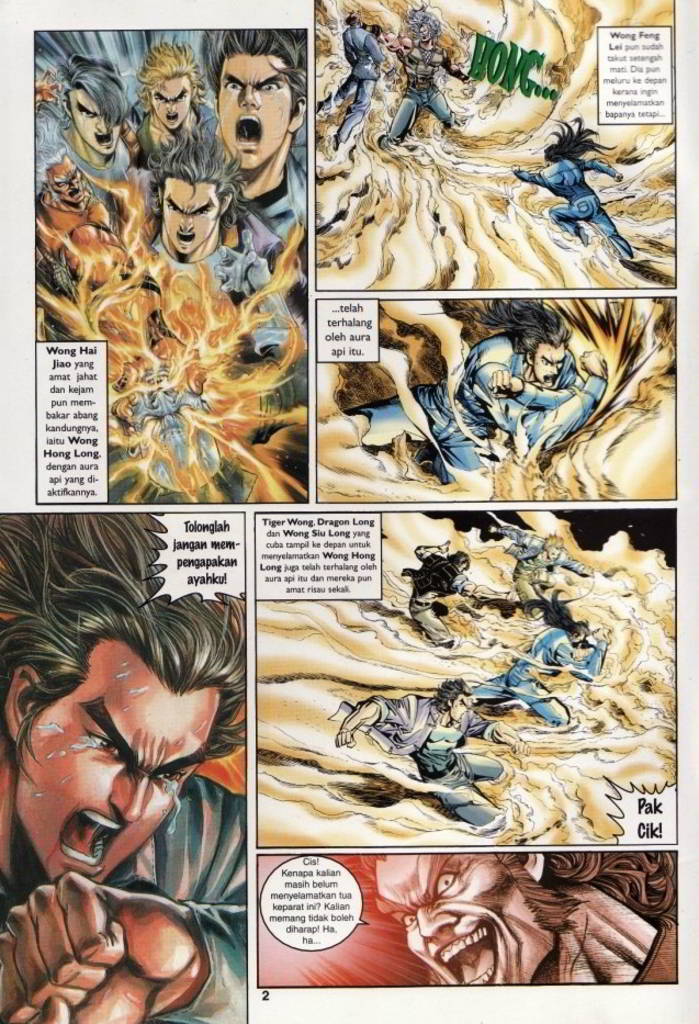 Wong Hai
Jiao yang
amat jahat
dan kejam
pun mem-
bakar abang
kandungnya,
iaitu Wong
Hong Long,
dengan aura
api yang di-
aktifkannya.
HONG...
Wong Feng
Lei pun sudah
takut setengah
mati. Dia pun
meluru ke depan
kerana ingin
menyelamatkan
bapanya tetapi...
...telah
terhalang
oleh aura
api itu.
Tolonglah
jangan mem-
pengapakan
ayahku!
Tiger Wong, Dragon Long
dan Wong Siu Long yang
cuba tampil ke depan untuk
menyelamatkan Wong Hong
Long juga telah terhalang oleh
aura api itu dan mereka pun
amat risau sekali.
Pak
Cik!
Cis!
Kenapa kalian
masih belum
menyelamatkan tua
keparat ini? Kalian
memang tidak boleh
diharap! Ha,
ha...
2